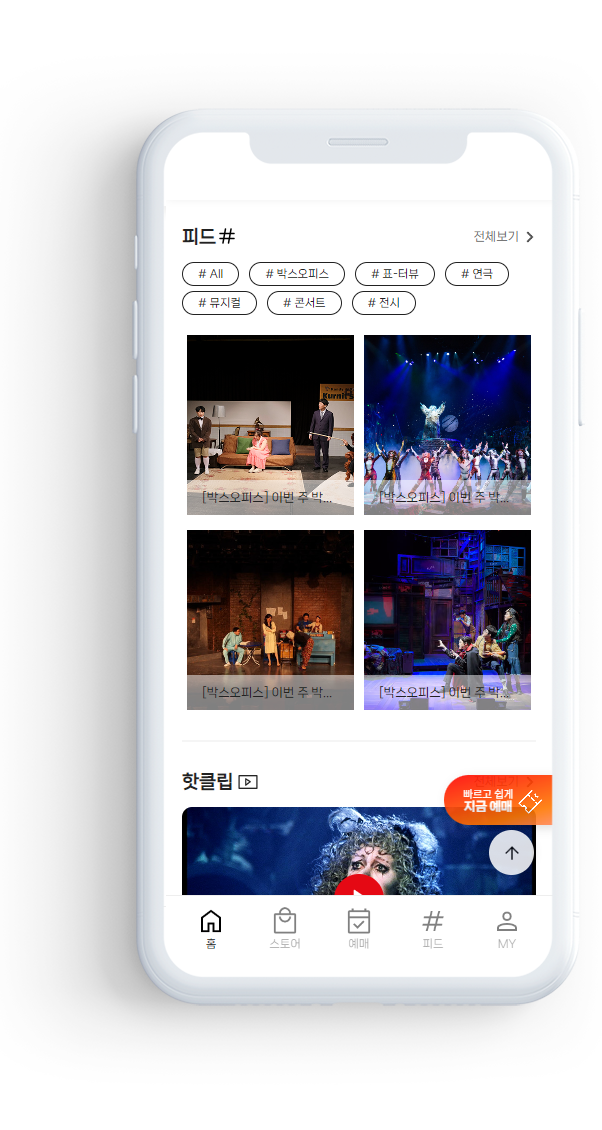 피드#
전체보기
# All
# 박스오피스
# 표-터뷰
# 연극
# 뮤지컬
# 콘서트
# 전시
[박스오피스] 이번 주 박...
[박스오피스] 이번 주 박...
[박스오피스] 이번 주 박...
[박스오피스] 이번 주 박...
핫클립
빠르고 쉽게
지금 예매
홈
스토어
예매
피드
MY